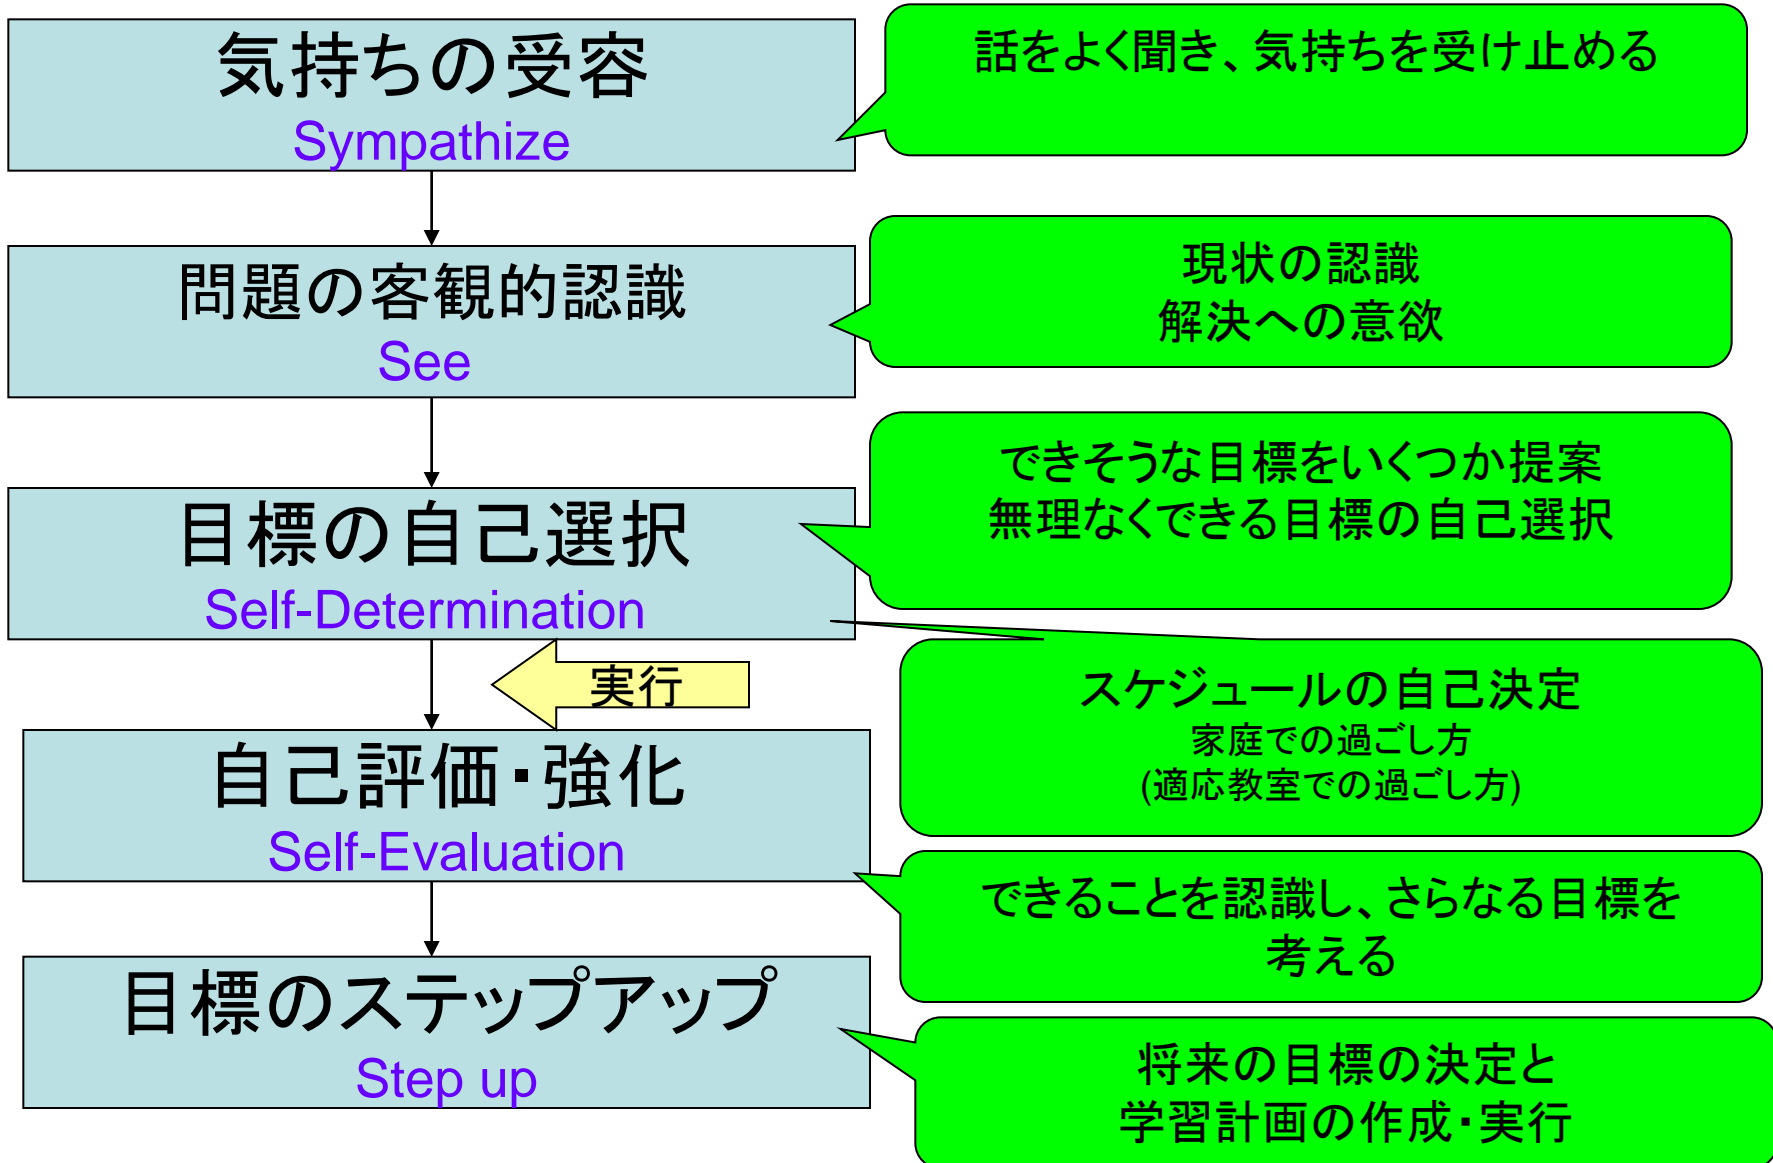 気持ちの受容
Sympathize
話をよく聞き、気持ちを受け止める
問題の客観的認識
See
現状の認識
解決への意欲
目標の自己選択
Self-Determination
できそうな目標をいくつか提案
無理なくできる目標の自己選択
スケジュールの自己決定
家庭での過ごし方
(適応教室での過ごし方)
実行
自己評価・強化
Self-Evaluation
できることを認識し、さらなる目標を
考える
目標のステップアップ
Step up
将来の目標の決定と
学習計画の作成・実行